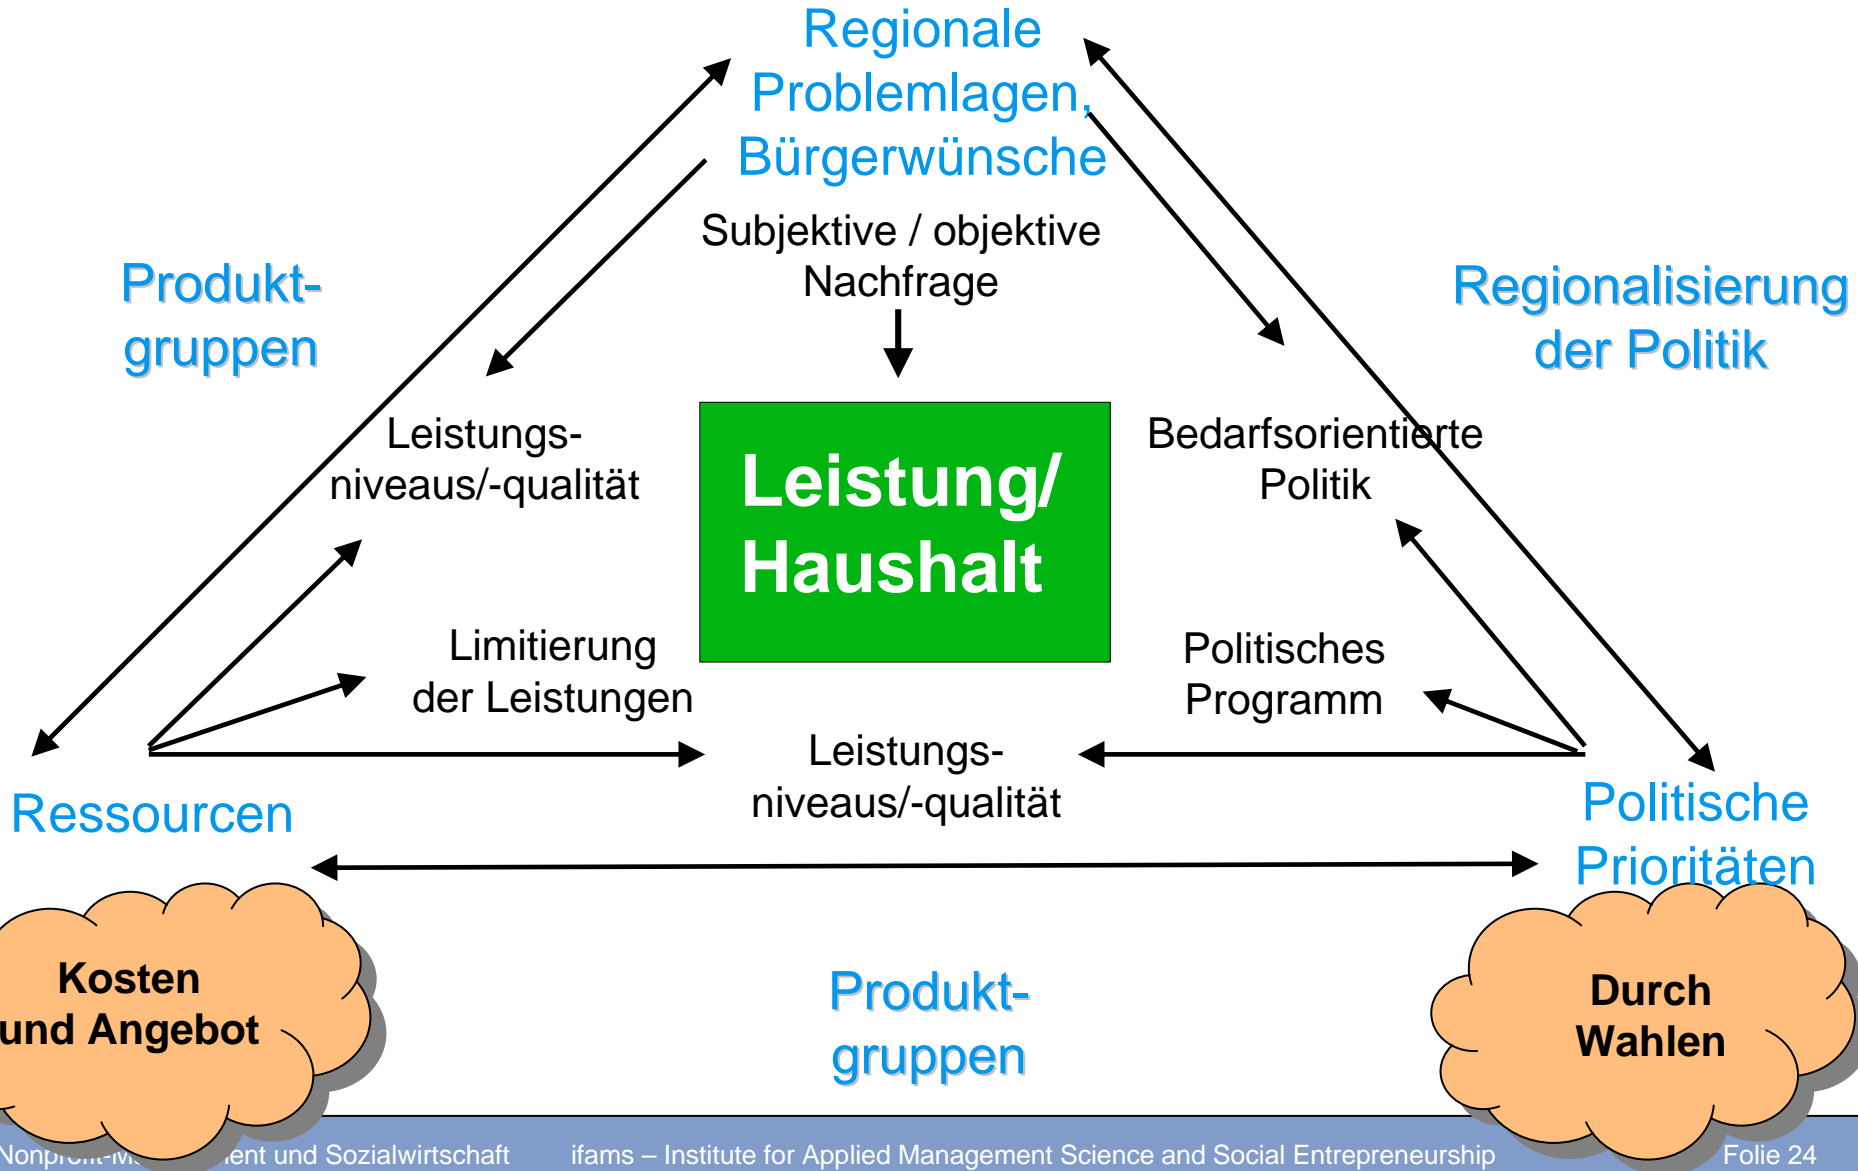 Regionale
Problemlagen,
Bürgerwünsche
Subjektive / objektive
Nachfrage
Produkt-
gruppen
Regionalisierung
der Politik
Leistungs-
niveaus/-qualität
Leistung/
Haushalt
Bedarfsorientierte
Politik
Limitierung
der Leistungen
Politisches
Programm
Leistungs-
niveaus/-qualität
Ressourcen
Politische
Prioritäten
Kosten
und Angebot
Produkt-
gruppen
Durch
Wahlen
und Sozialwirtschaft
ifams – Institute for Applied Management Science and Social Entrepreneurship
Folie 24